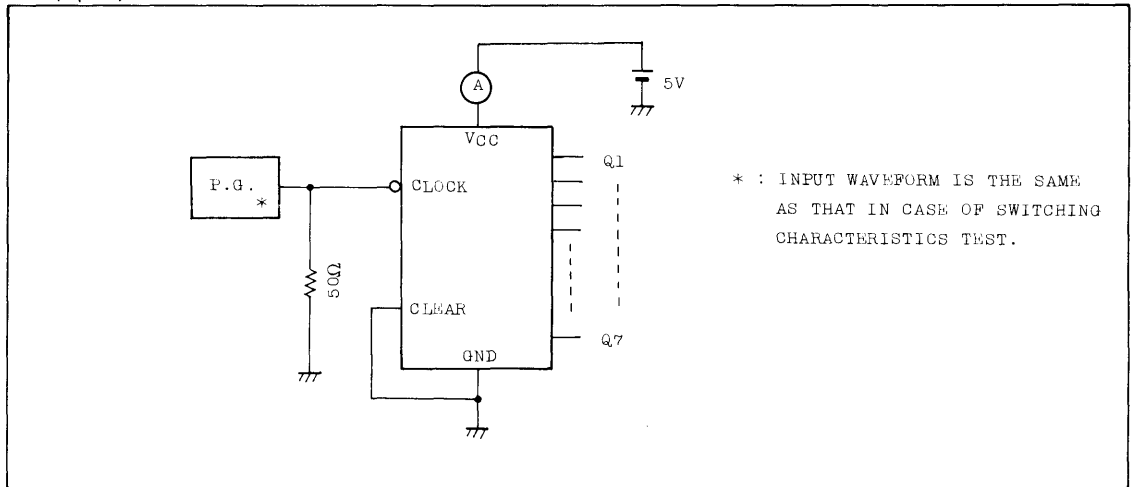 A
5V
VCC
Q1
P.G.
*
CLOCK
* : INPUT WAVEFORM IS THE SAME
AS THAT IN CASE OF SWITCHING
CHARACTERISTICS TEST.
50Ω
CLEAR
Q7
GND